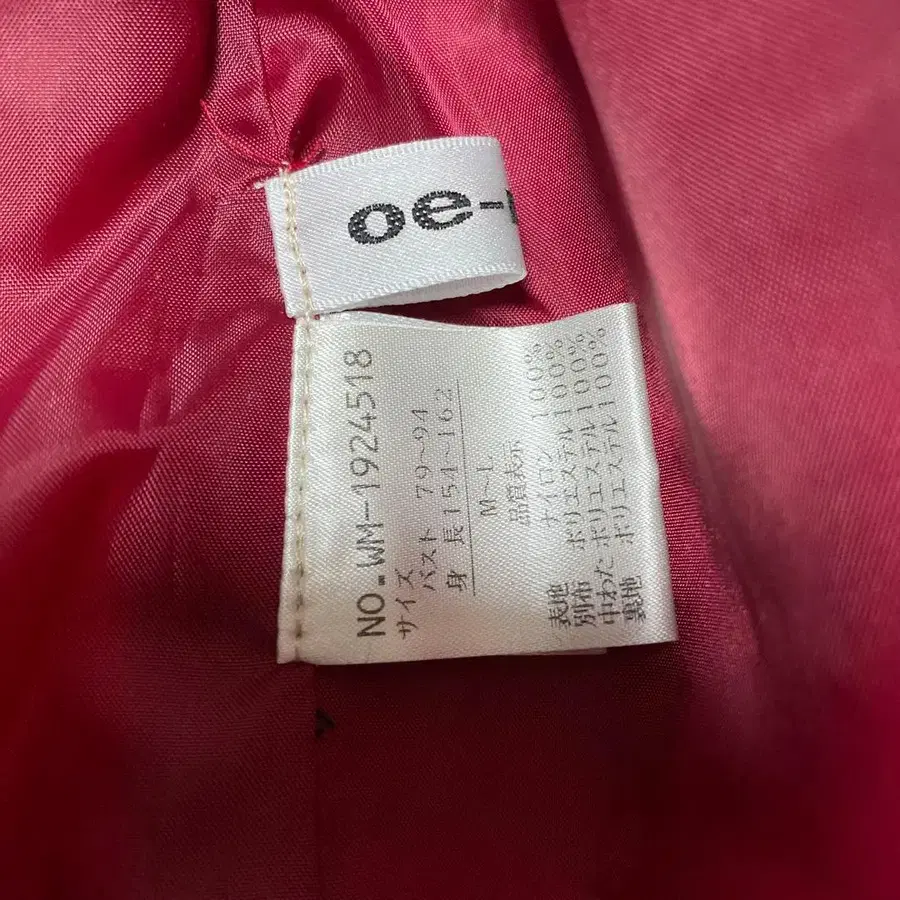 oe-
NO.WM-1924518
サイズ
バスト 79~94
身 長 154~162
M~L
品質表示
表地 ナイロン 100%
別布 ポリエステル 100%
中わた ポリエステル 100%
裏地 ポリエステル 100%